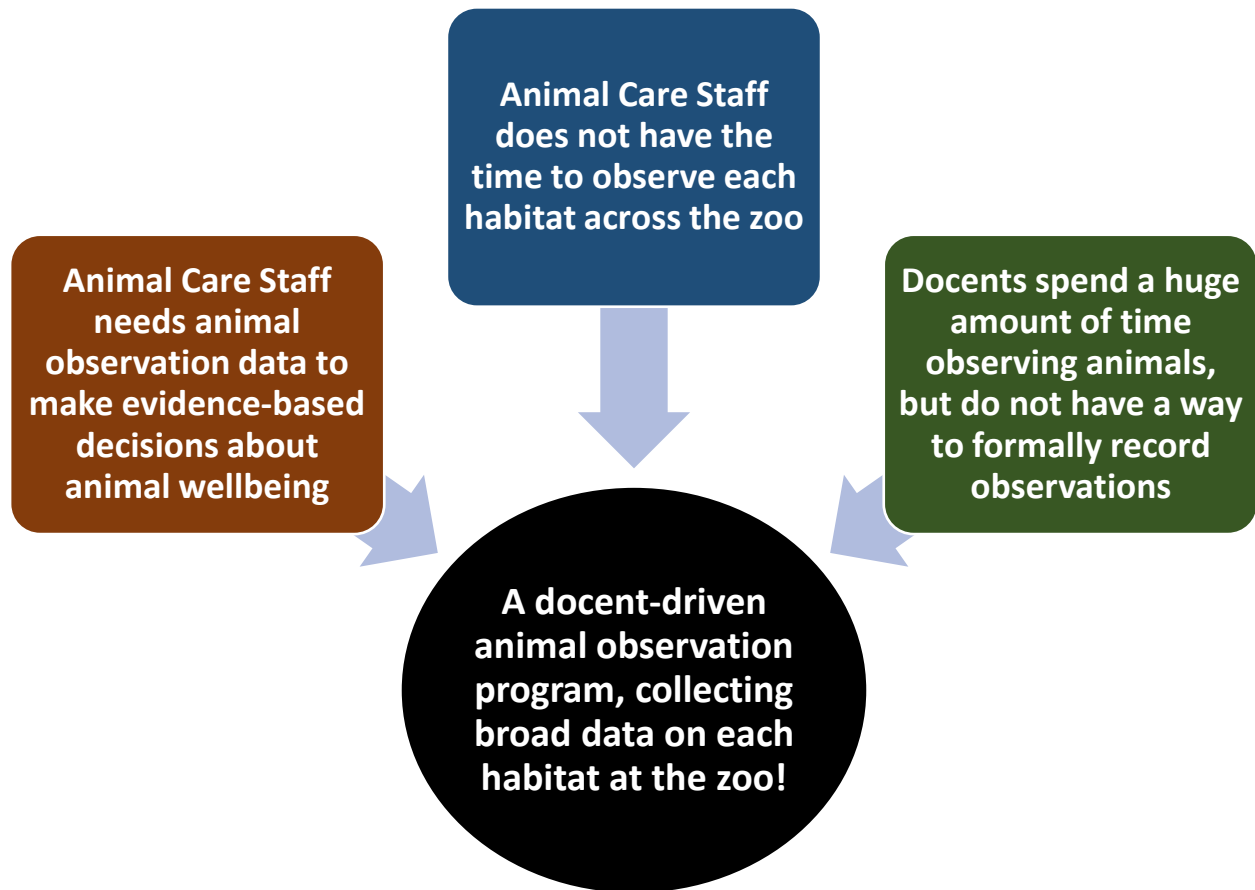 Animal Care Staff
does not have the
time to observe each
habitat across the zoo
Animal Care Staff
needs animal
observation data to
make evidence-based
decisions about
animal wellbeing
Docents spend a huge
amount of time
observing animals,
but do not have a way
to formally record
observations
A docent-driven
animal observation
program, collecting
broad data on each
habitat at the zoo!